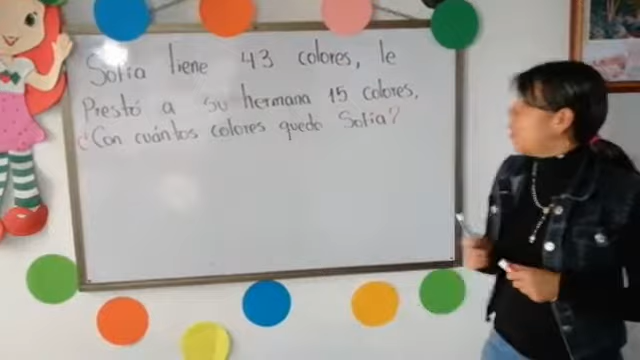 Sofia tiene 43 colores, le
Prestó a su hermana 15 colores.
¿Con cuántos colores quedo Sofia?